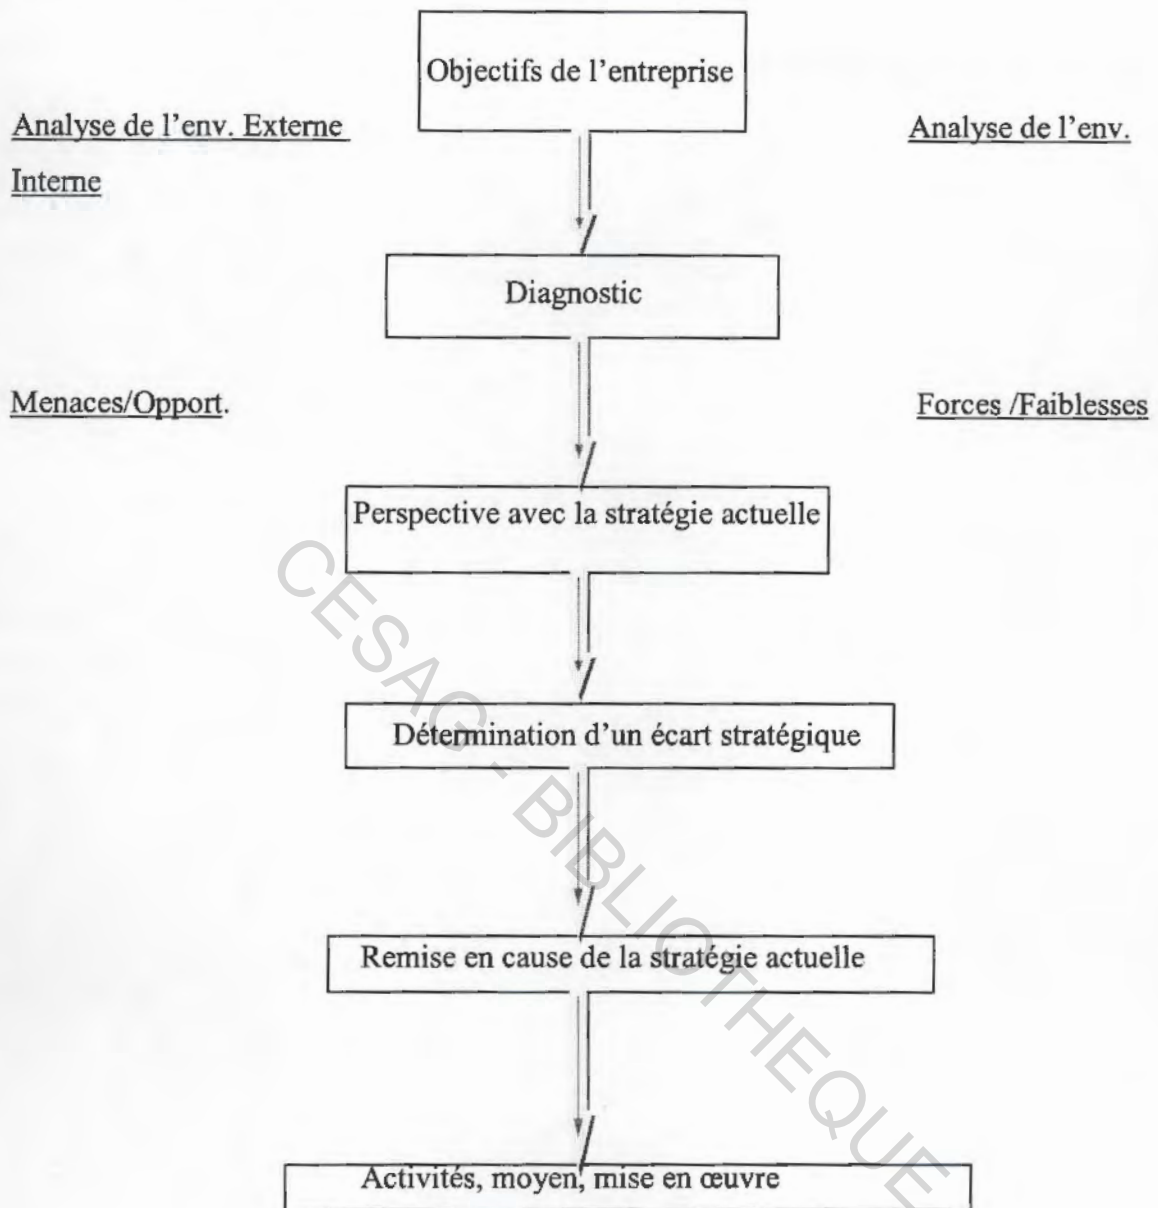 Objectifs de l’entreprise
Analyse de l’env. Externe
Analyse de l’env.
Interne
Diagnostic
Menaces/Opport.
Forces /Faiblesses
Perspective avec la stratégie actuelle
Détermination d’un écart stratégique
Remise en cause de la stratégie actuelle
Activités, moyen, mise en œuvre
CESAG - BIBLIOTHEQUE